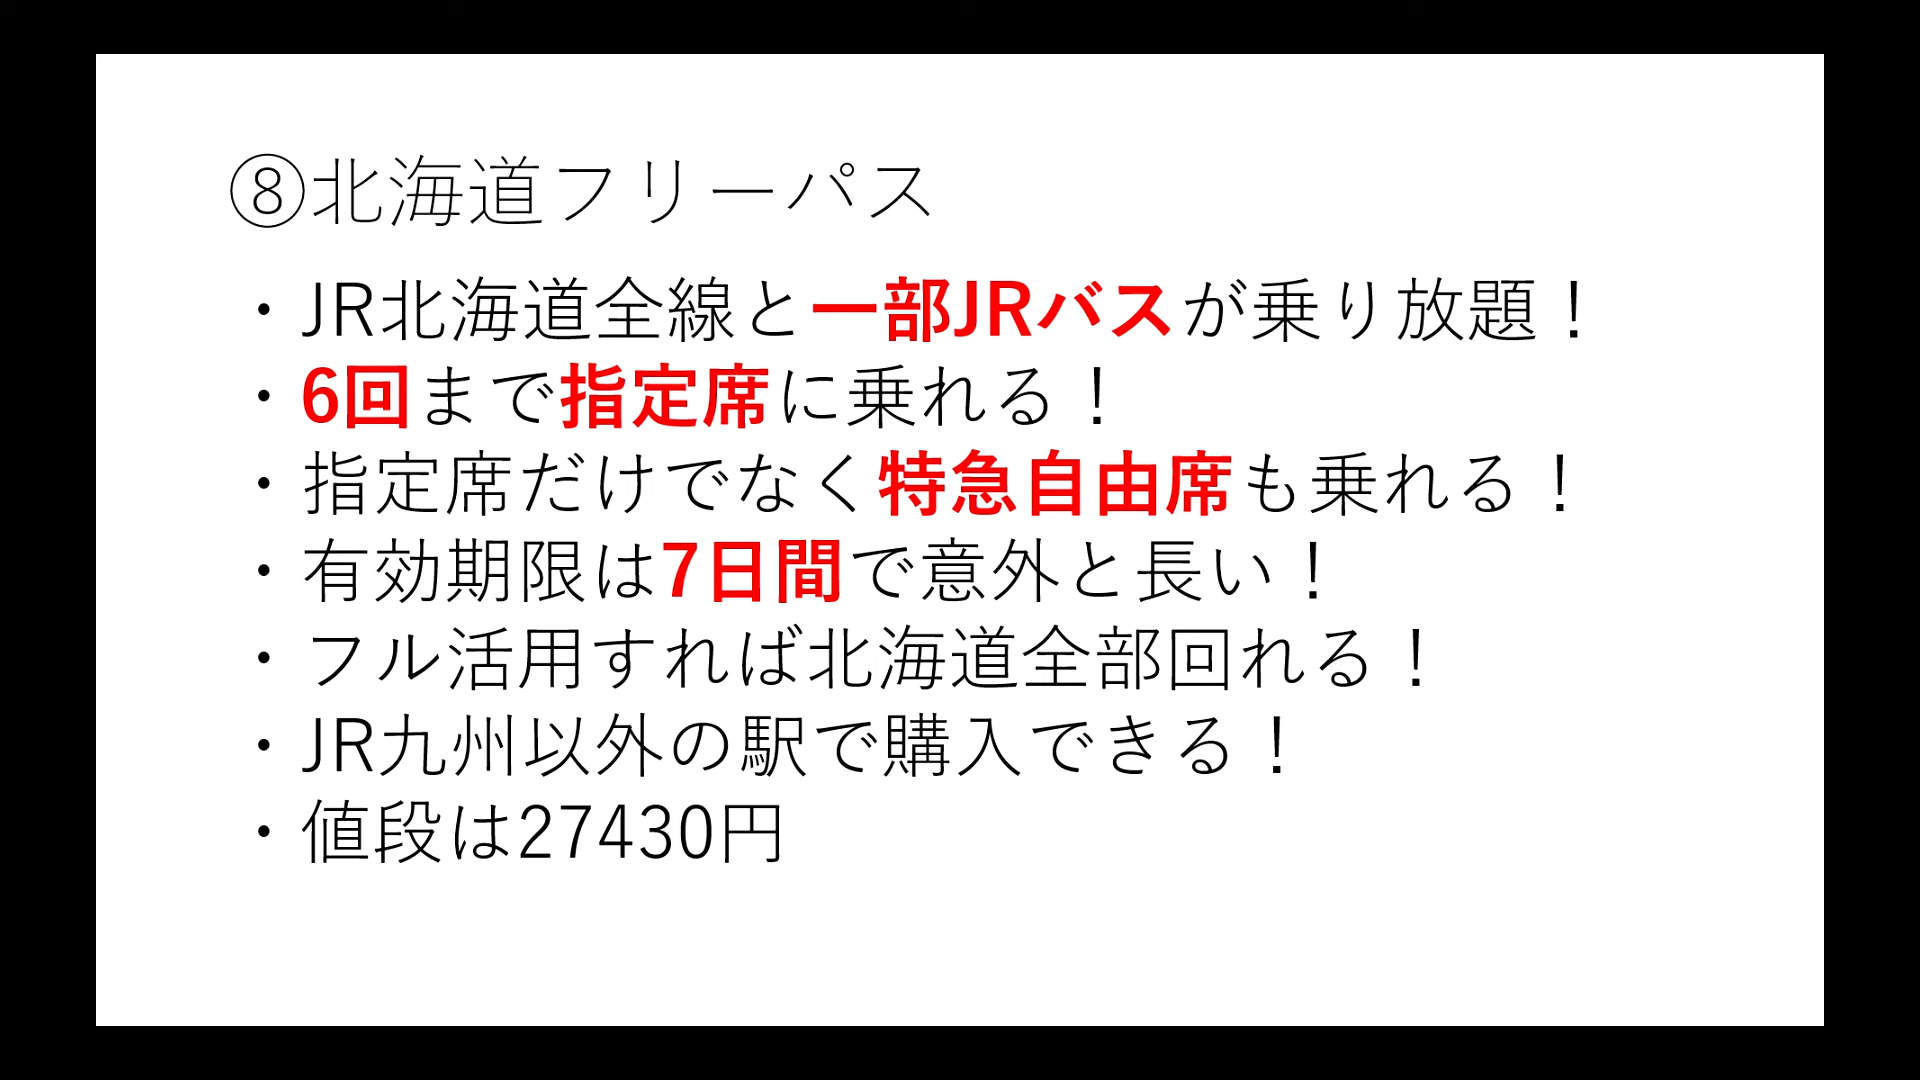 ⑧北海道フリーパス
・JR北海道全線と一部JRバスが乗り放題！
・6回まで指定席に乗れる！
・指定席だけでなく特急自由席も乗れる！
・有効期限は7日間で意外と長い！
・フル活用すれば北海道全部回れる！
・JR九州以外の駅で購入できる！
・値段は27430円